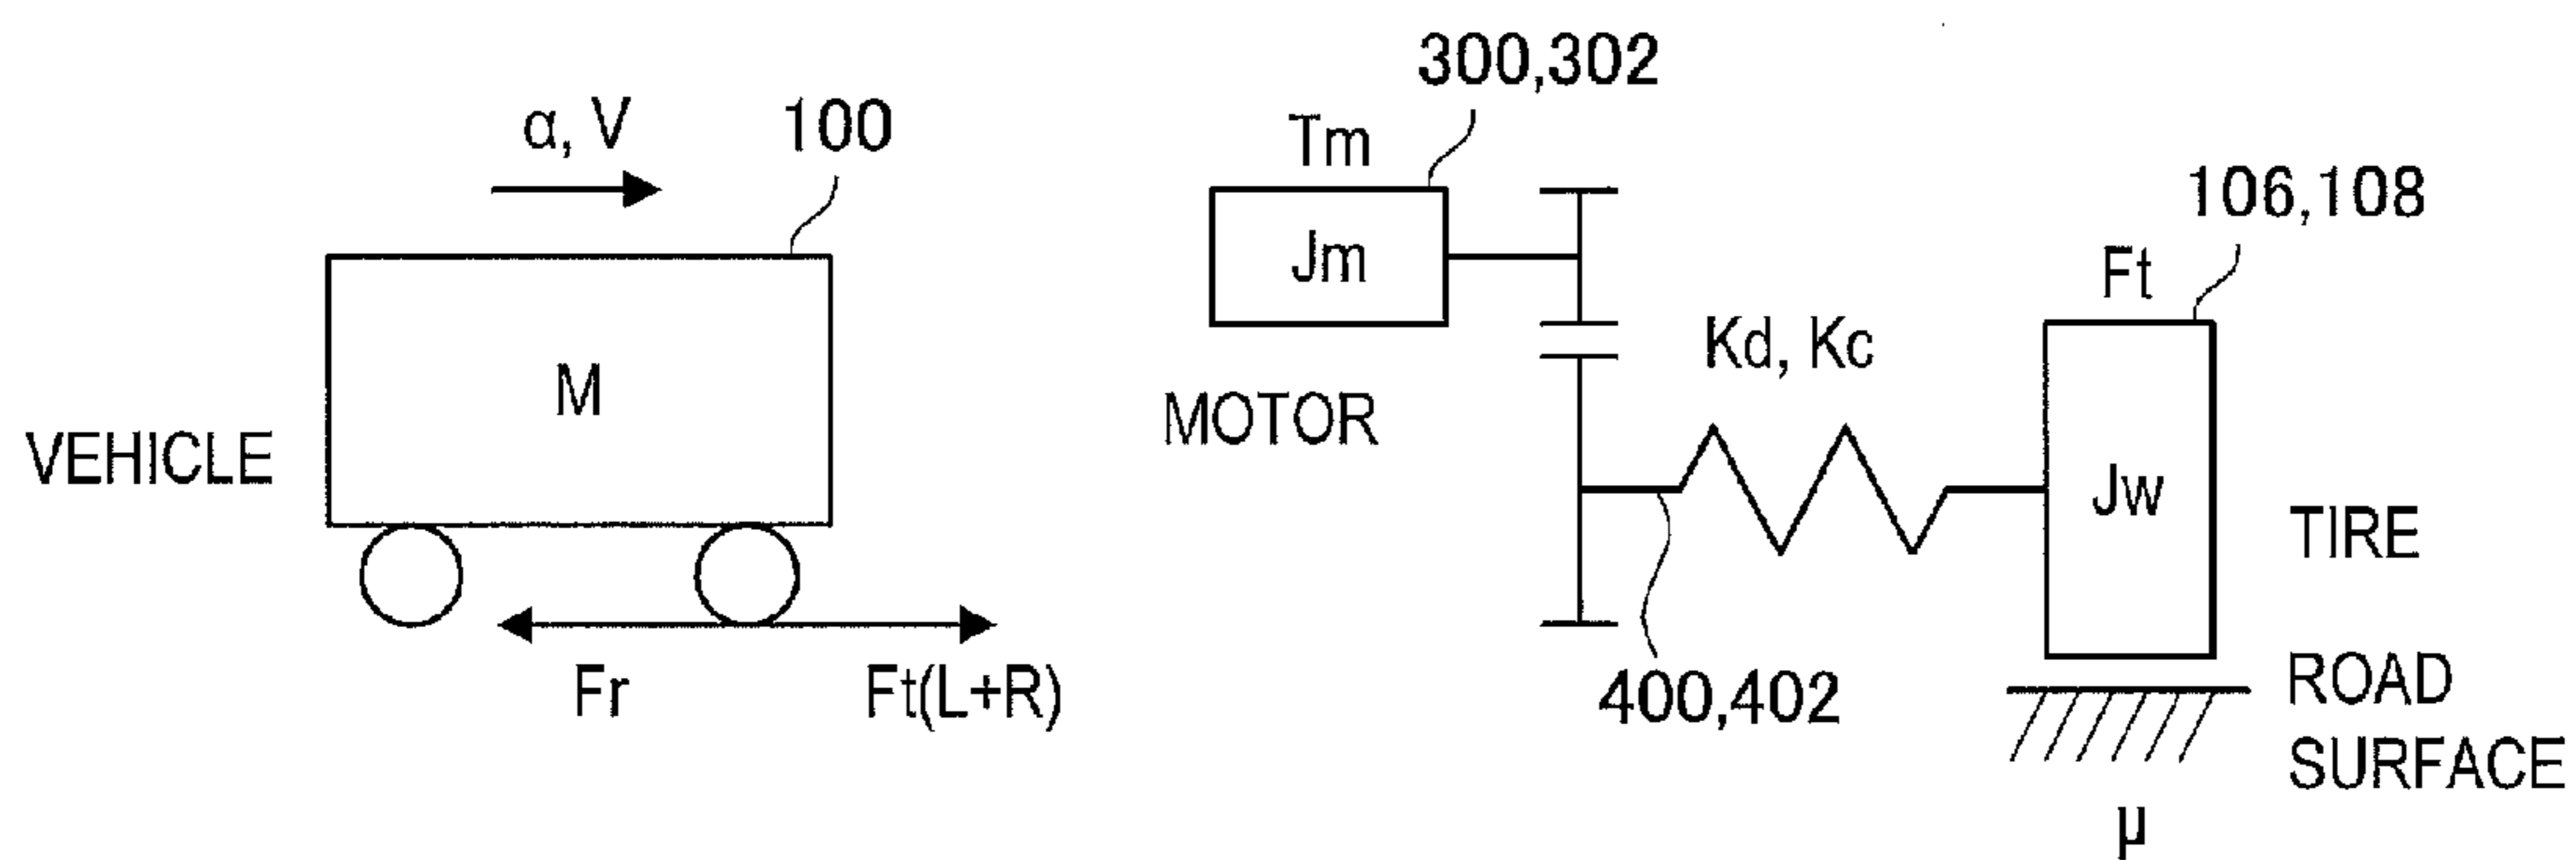 α, V
100
M
VEHICLE
Fr
Ft(L+R)
300,302
Tm
Jm
MOTOR
Kd, Kc
400,402
106,108
Ft
Jw
TIRE
ROAD
SURFACE
μ